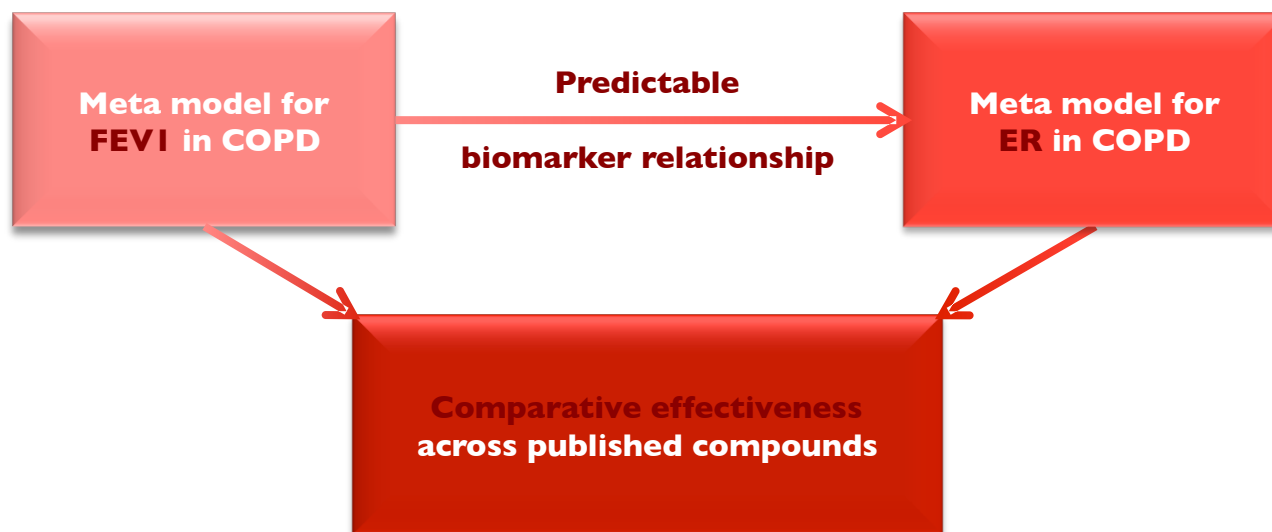 Meta model for
FEV1 in COPD
Predictable
biomarker relationship
Meta model for
ER in COPD
Comparative effectiveness
across published compounds